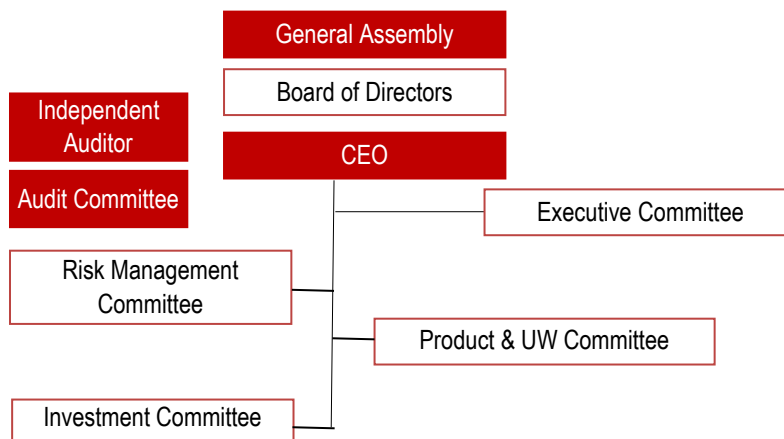 General Assembly
Board of Directors
Independent
Auditor
CEO
Audit Committee
Executive Committee
Risk Management
Committee
Product & UW Committee
Investment Committee